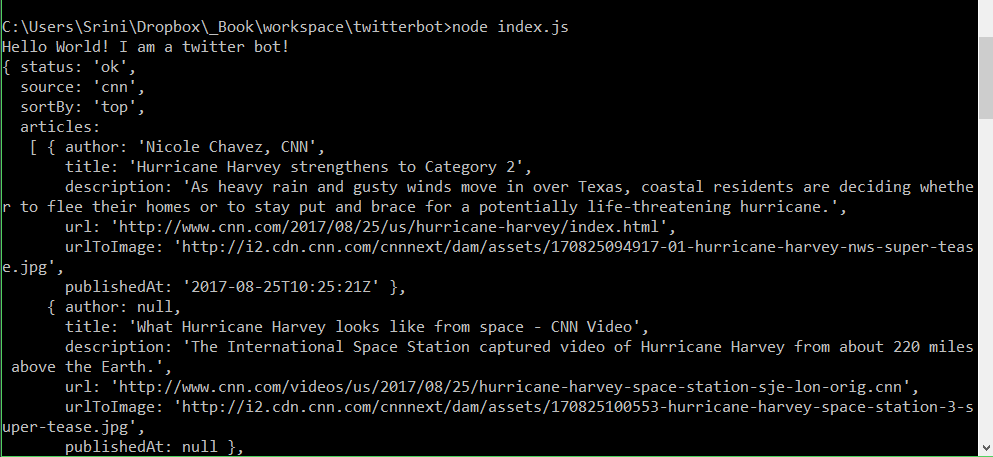 C:\Users\Srini\Dropbox\_Book\workspace\twitterbot>node index.js
Hello World! I am a twitter bot!
{ status: 'ok',
  source: 'cnn',
  sortBy: 'top',
  articles:
   [ { author: 'Nicole Chavez, CNN',
       title: 'Hurricane Harvey strengthens to Category 2',
       description: 'As heavy rain and gusty winds move in over Texas, coastal residents are deciding whethe
r to flee their homes or to stay put and brace for a potentially life-threatening hurricane.',
       url: 'http://www.cnn.com/2017/08/25/us/hurricane-harvey/index.html',
       urlToImage: 'http://i2.cdn.cnn.com/cnnnext/dam/assets/170825094917-01-hurricane-harvey-nws-super-teas
e.jpg',
       publishedAt: '2017-08-25T10:25:21Z' },
     { author: null,
       title: 'What Hurricane Harvey looks like from space - CNN Video',
       description: 'The International Space Station captured video of Hurricane Harvey from about 220 miles
 above the Earth.',
       url: 'http://www.cnn.com/videos/us/2017/08/25/hurricane-harvey-space-station-sje-lon-orig.cnn',
       urlToImage: 'http://i2.cdn.cnn.com/cnnnext/dam/assets/170825100553-hurricane-harvey-space-station-3-s
uper-tease.jpg',
       publishedAt: null },